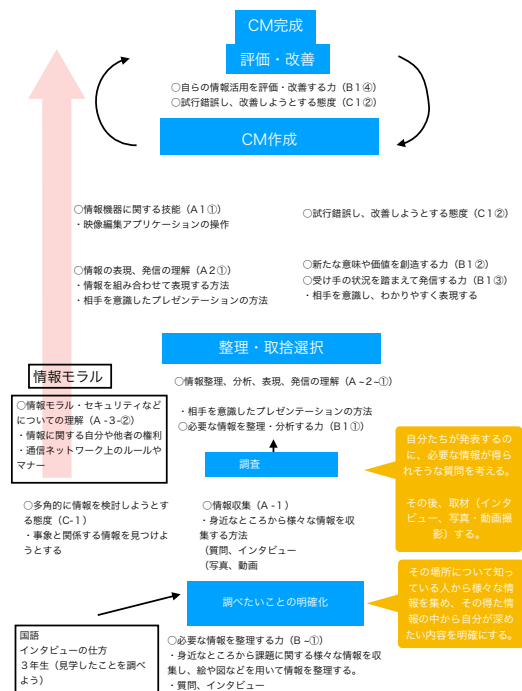 CM完成
評価・改善
○自らの情報活用を評価・改善する力（B１④）
○試行錯誤し、改善しようとする態度（C１②）
CM作成
○情報機器に関する技能（A１①）
・映像編集アプリケーションの操作
○試行錯誤し、改善しようとする態度（C１②）
○情報の表現、発信の理解（A２①）
・情報を組み合わせて表現する方法
・相手を意識したプレゼンテーションの方法
○新たな意味や価値を創造する力（B１②）
○受け手の状況を踏まえて発信する力（B１③）
・相手を意識し、わかりやすく表現する
整理・取捨選択
○情報整理、分析、表現、発信の理解（A ~２~①）
・相手を意識したプレゼンテーションの方法
○必要な情報を整理・分析する力（B１①）
情報モラル
○情報モラル・セキュリティなど
についての理解（A -３-②）
・情報に関する自分や他者の権利
・通信ネットワーク上のルールや
マナー
調査
自分たちが発表するの
に、必要な情報が得ら
れそうな質問を考える。
その後、取材（インタ
ビュー、写真・動画撮
影）する。
○多角的に情報を検討しようとす
る態度（C-１）
・事象と関係する情報を見つけよ
うとする
○情報収集（A -１）
・身近なところから様々な情報を収
集する方法
（質問、インタビュー
（写真、動画
調べたいことの明確化
その場所について知っ
ている人から様々な情
報を集め、その得た情
報の中から自分が深め
たい内容を明確にする。
国語
インタビューの仕方
３年生（見学したことを調べ
よう）
○必要な情報を整理する力（B ~①）
・身近なところから課題に関する様々な情報を収
集し、絵や図などを用いて情報を整理する。
・質問、インタビュー